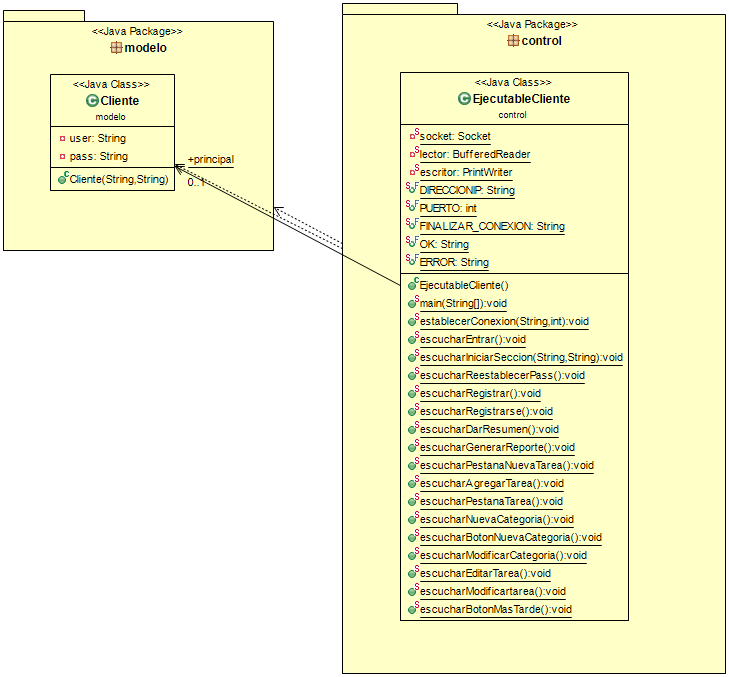 <<Java Package>>
modelo
<<Java Class>>
Cliente
modelo
user: String
pass: String
Cliente(String,String)
+principal
0..1
<<Java Package>>
control
<<Java Class>>
EjecutableCliente
control
socket: Socket
lector: BufferedReader
escritor: PrintWriter
DIRECCIONIP: String
PUERTO: int
FINALIZAR_CONEXION: String
OK: String
ERROR: String
EjecutableCliente()
main(String[]):void
establecerConexion(String,int):void
escucharEntrar():void
escucharIniciarSeccion(String,String):void
escucharReestablecerPass():void
escucharRegistrar():void
escucharRegistrarse():void
escucharDarResumen():void
escucharGenerarReporte():void
escucharPestanaNuevaTarea():void
escucharAgregarTarea():void
escucharPestanaTarea():void
escucharNuevaCategoria():void
escucharBotonNuevaCategoria():void
escucharModificarCategoria():void
escucharEditarTarea():void
escucharModificartarea():void
escucharBotonMasTarde():void